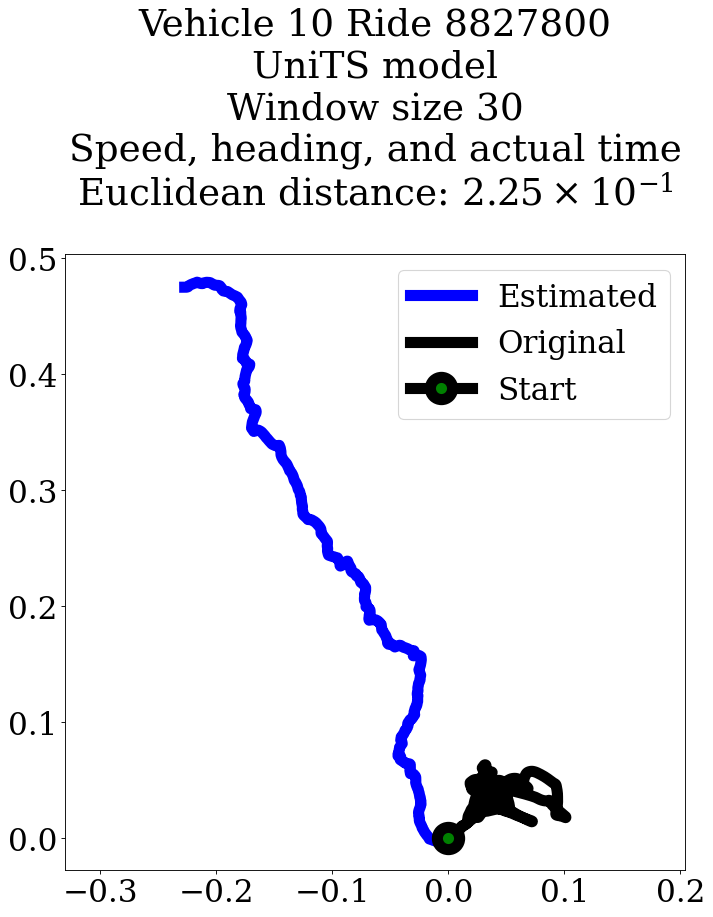 Vehicle 10 Ride 8827800
UniTS model
Window size 30
Speed, heading, and actual time
Euclidean distance: 2.25 × 10⁻¹
Estimated
Original
Start
0.5
0.4
0.3
0.2
0.1
0.0
−0.3 −0.2 −0.1 0.0 0.1 0.2